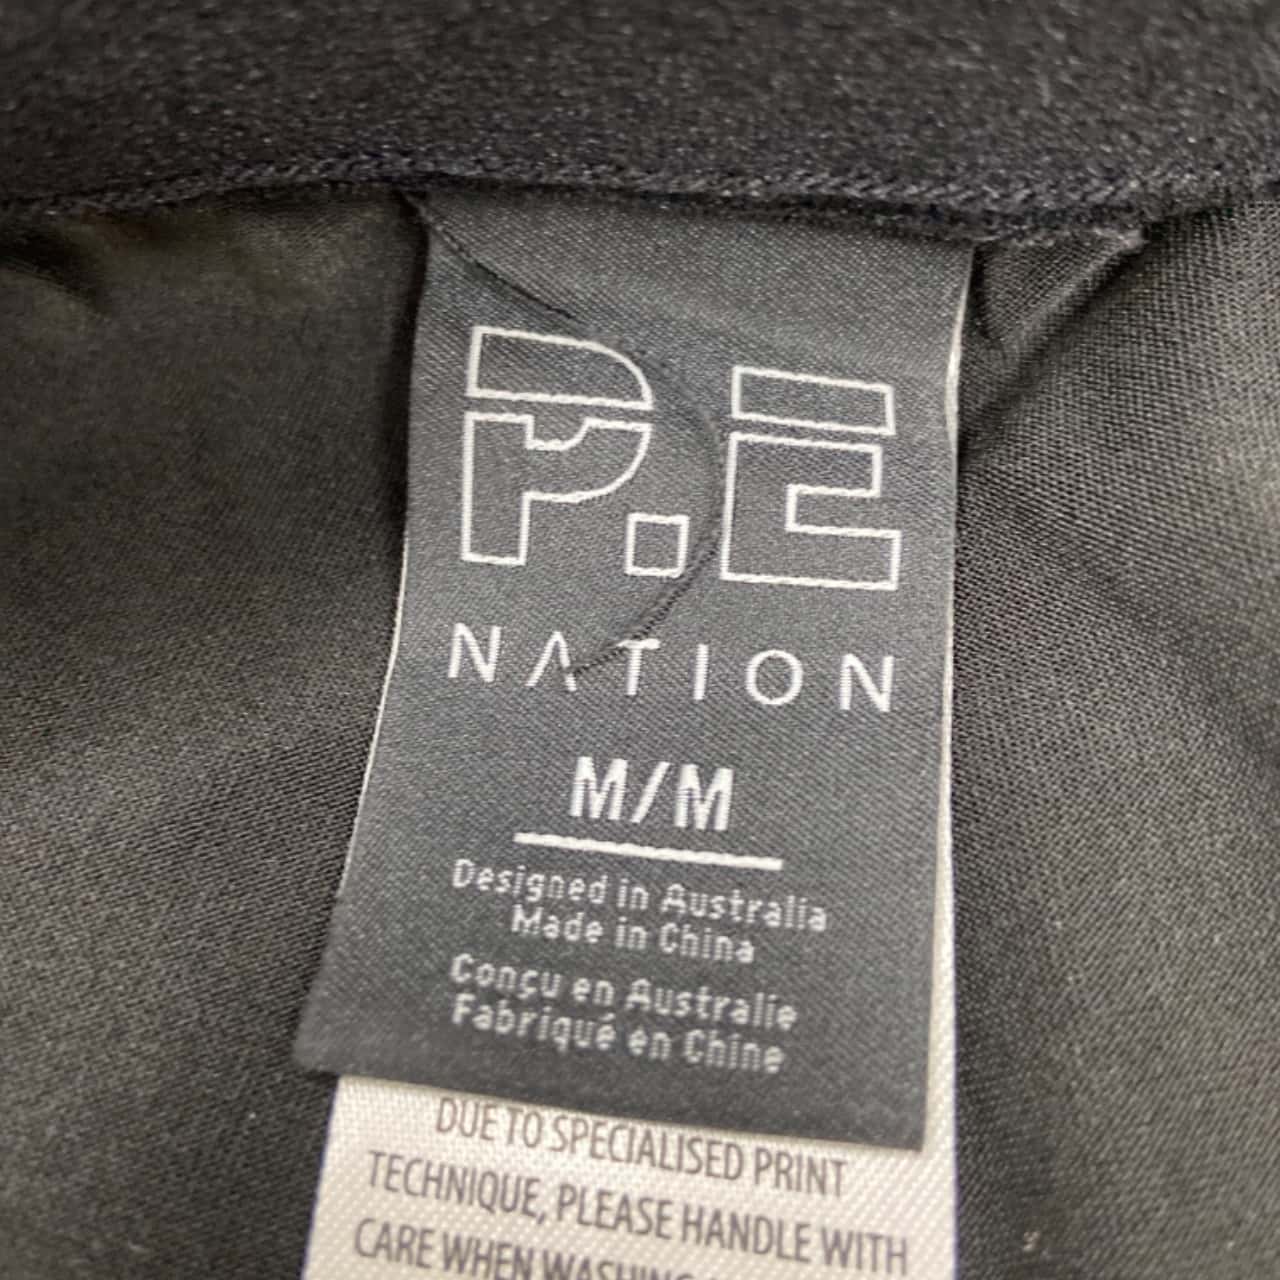 P.E
NATION
M/M
Designed in Australia
Made in China
Conçu en Australie
Fabriqué en Chine
DUE TO SPECIALISED PRINT
TECHNIQUE, PLEASE HANDLE WITH
CARE WHEN WASHING